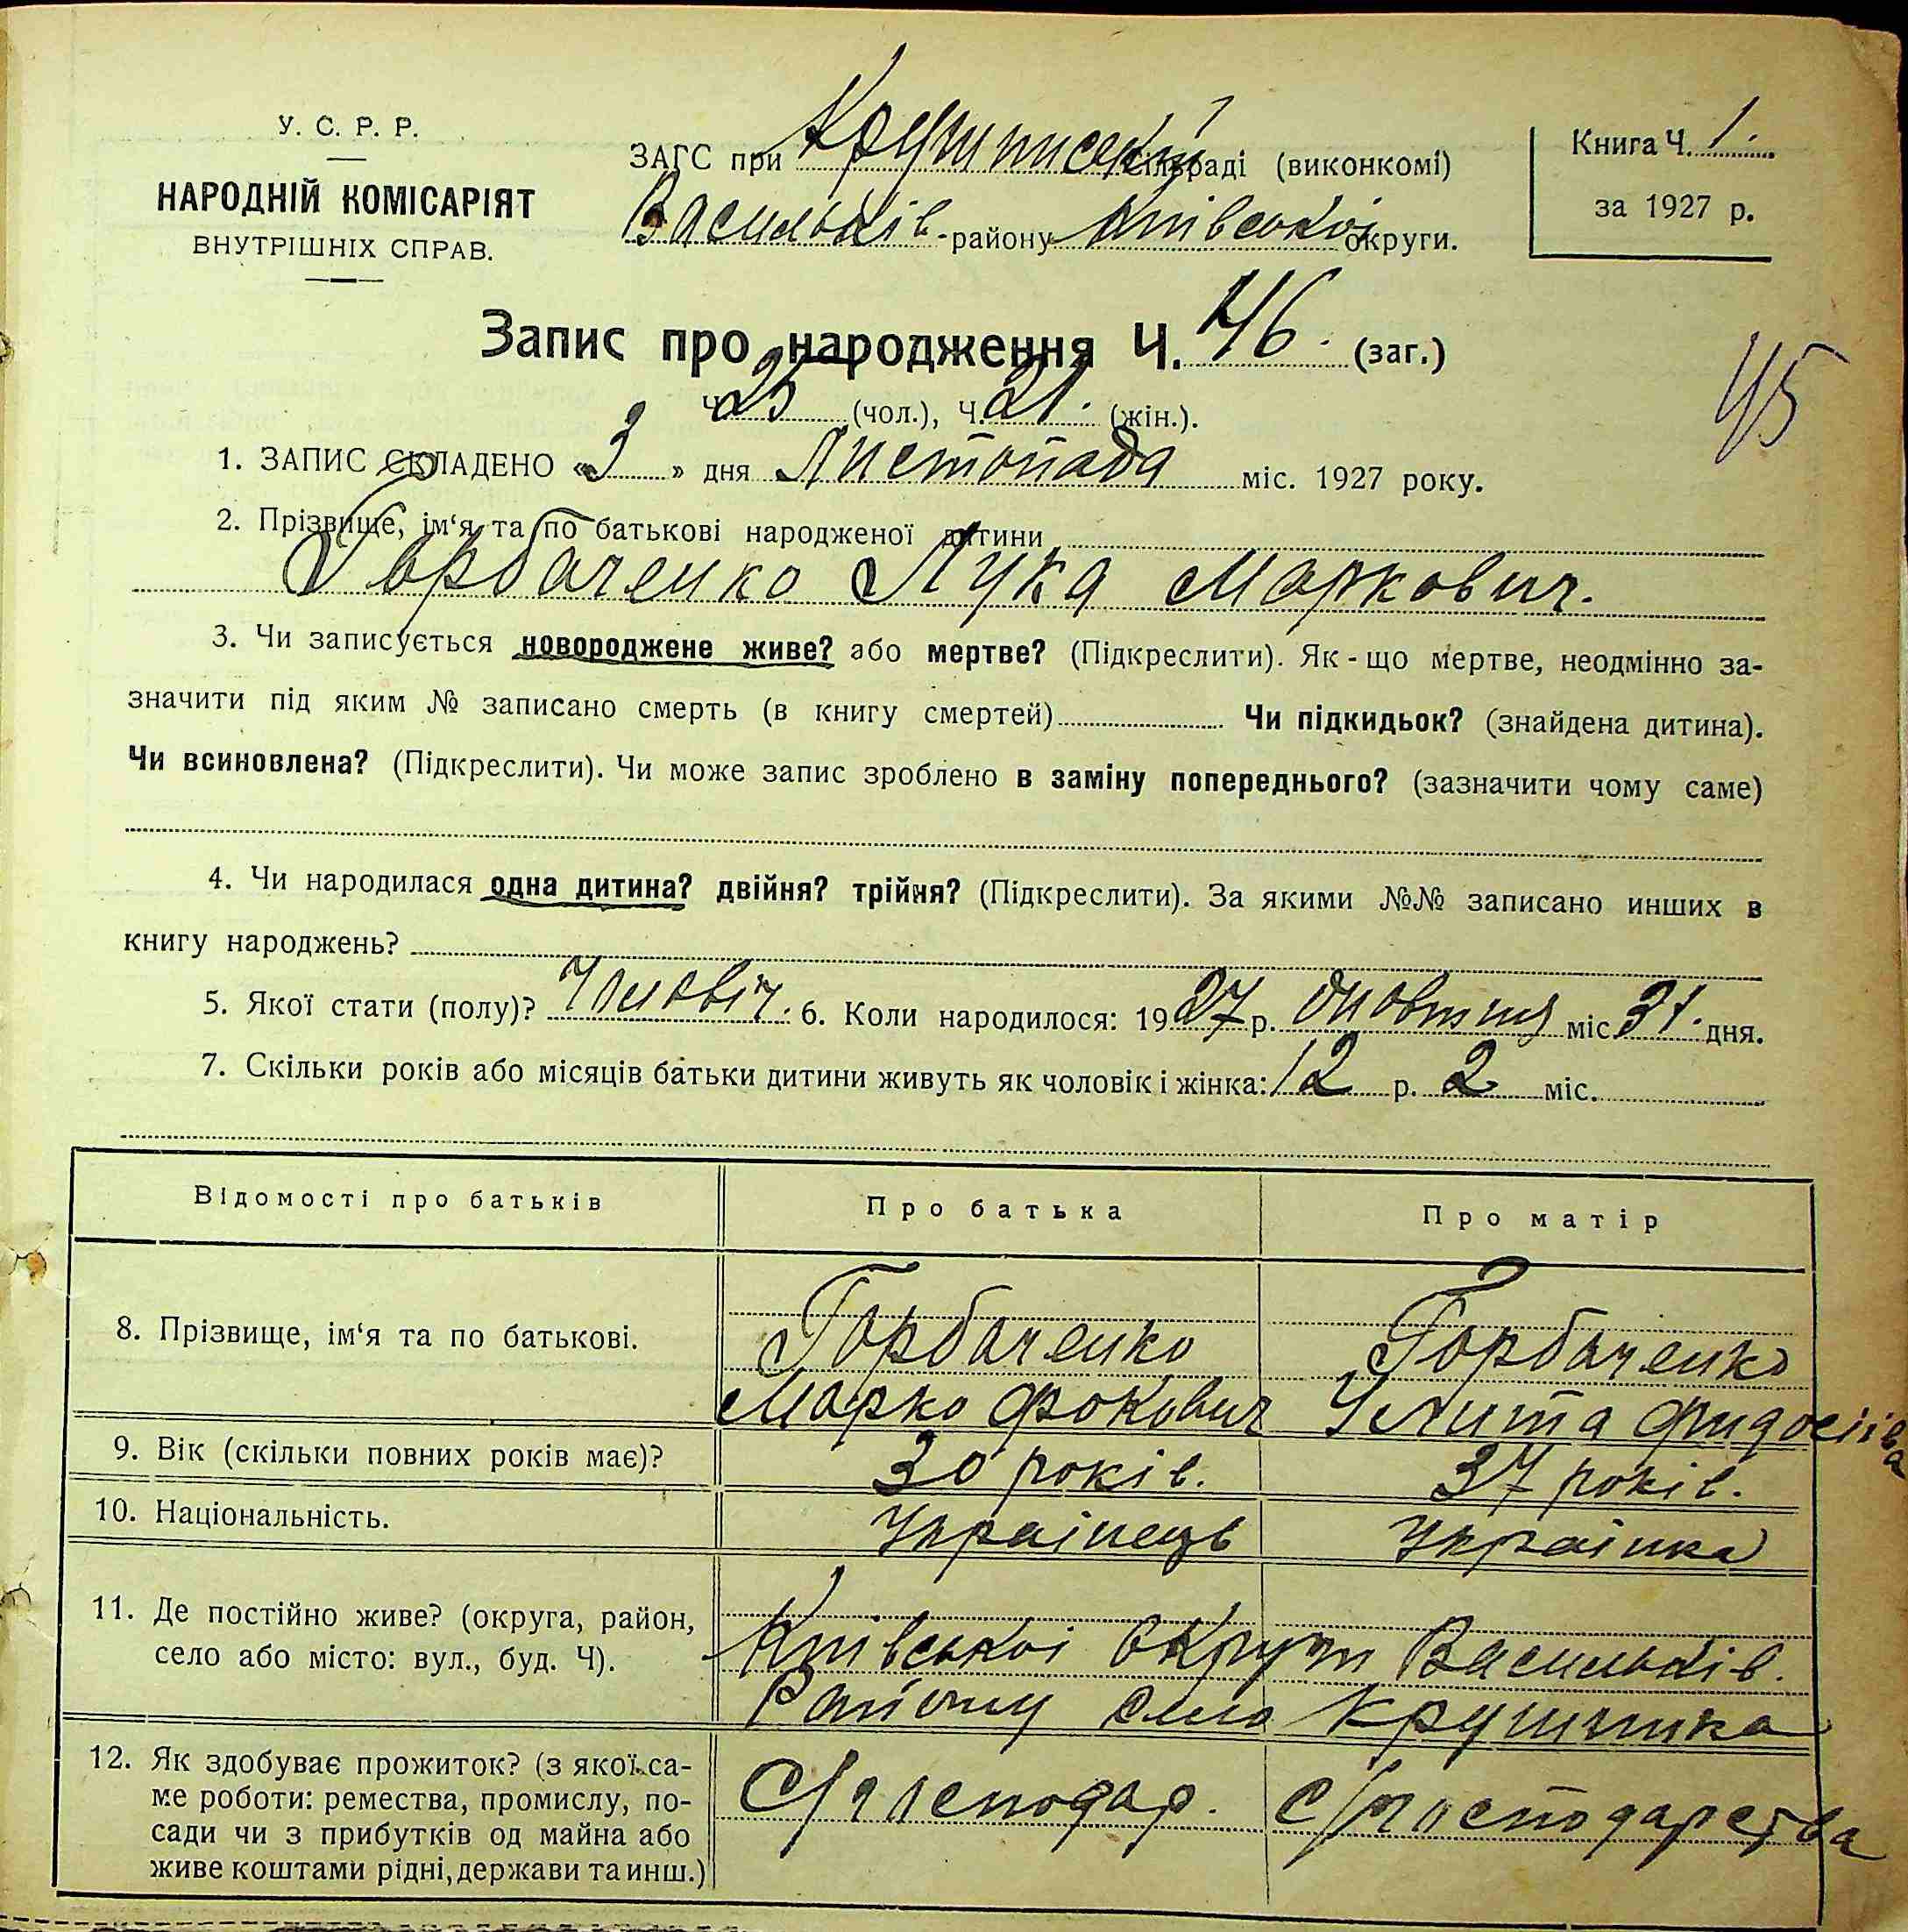 У. С. Р. Р.
НАРОДНІЙ КОМІСАРІЯТ
ВНУТРІШНІХ СПРАВ.
ЗАГС при сільраді (виконкомі)
Васильків. району Київської округи.
Книга Ч. 1.
за 1927 р.
Запис про народження Ч. 46. (заг.)
45
Ч. 25 (чол.), Ч. 21. (жін.).
1. ЗАПИС СКЛАДЕНО «3» дня Листопада міс. 1927 року.
2. Прізвище, ім‘я та по батькові народженої дитини
Горбаченко Лука Маркович.
3. Чи записується новороджене живе? або мертве? (Підкреслити). Як-що мертве, неодмінно за-
значити під яким № записано смерть (в книгу смертей) Чи підкидьок? (знайдена дитина).
Чи всиновлена? (Підкреслити). Чи може запис зроблено в заміну попереднього? (зазначити чому саме)
4. Чи народилася одна дитина? двійня? трійня? (Підкреслити). За якими №№ записано инших в
книгу народжень?
5. Якої стати (полу)? Чоловіч. 6. Коли народилося: 1927 р. Жовтня міс 31. дня.
7. Скільки років або місяців батьки дитини живуть як чоловік і жінка: 12 р. 2 міс.
Відомості про батьків Про батька Про матір
8. Прізвище, ім‘я та по батькові.
Горбаченко Горбаченко
Марко Фокович Улита
9. Вік (скільки повних років має)? 30 років. 37 років.
10. Національність. Українець Українка
11. Де постійно живе? (округа, район,
село або місто: вул., буд. Ч).
Київської округи Васильків.
Району село Крушинка
12. Як здобуває прожиток? (з якої са-
ме роботи: ремества, промислу, по-
сади чи з прибутків од майна або
живе коштами рідні, держави та инш.)